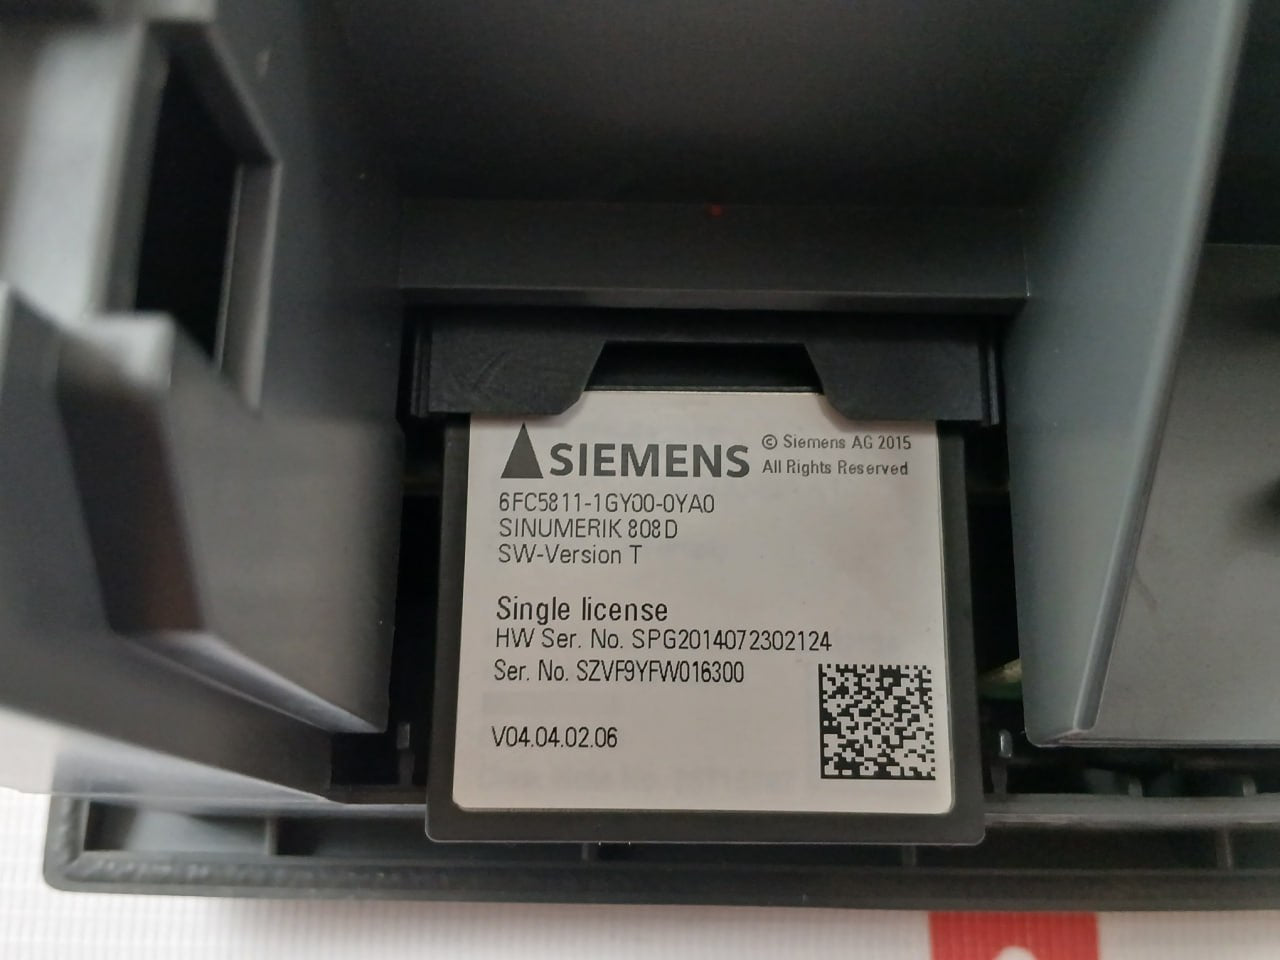 SIEMENS
© Siemens AG 2015
All Rights Reserved
6FC5811-1GY00-0YA0
SINUMERIK 808D
SW-Version T
Single license
HW Ser. No. SPG2014072302124
Ser. No. SZVF9YFW016300
V04.04.02.06